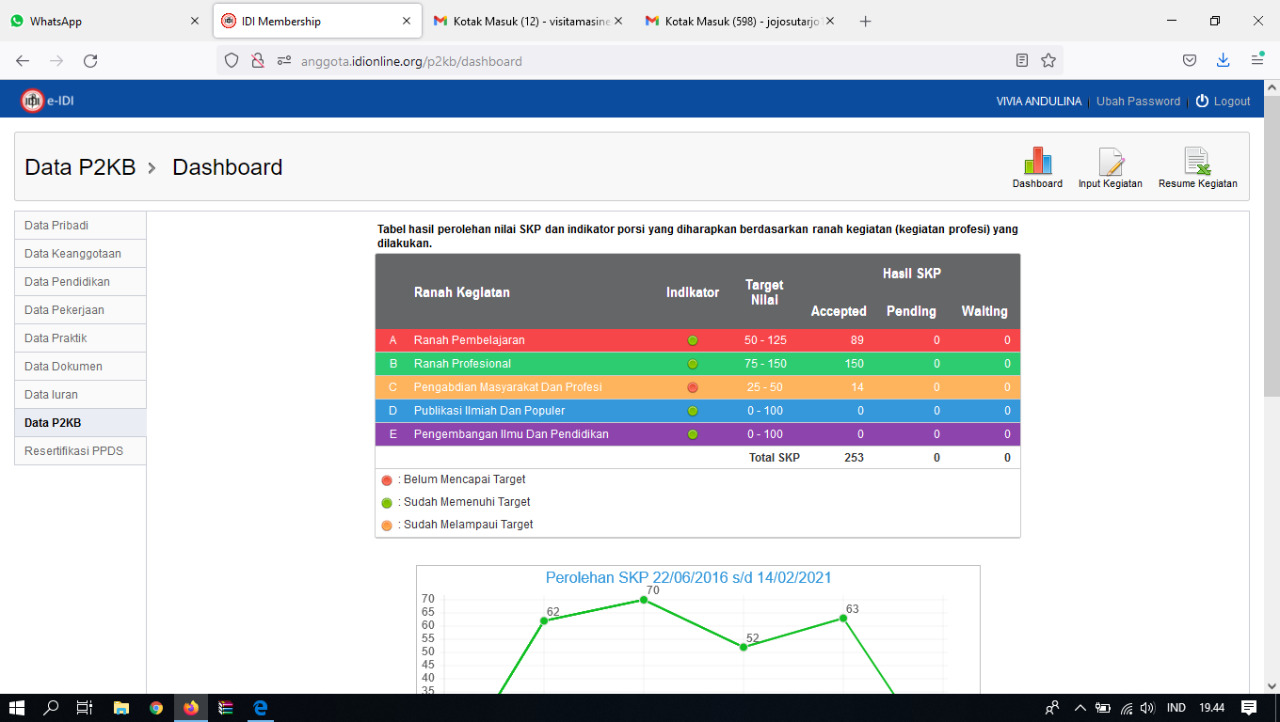 WhatsApp
IDI Membership
Kotak Masuk (12) - visitamasine
Kotak Masuk (598) - jojosutarjo1
anggota.idionline.org/p2kb/dashboard
IDI e-IDI
VIVIA ANDULINA | Ubah Password | Logout
Data P2KB > Dashboard
Dashboard
Input Kegiatan
Resume Kegiatan
Data Pribadi
Data Keanggotaan
Data Pendidikan
Data Pekerjaan
Data Praktik
Data Dokumen
Data Iuran
Data P2KB
Resertifikasi PPDS
Tabel hasil perolehan nilai SKP dan indikator porsi yang diharapkan berdasarkan ranah kegiatan (kegiatan profesi) yang
dilakukan.
Ranah Kegiatan Indikator Target Nilai Hasil SKP
Accepted Pending Waiting
A Ranah Pembelajaran 50 - 125 89 0 0
B Ranah Profesional 75 - 150 150 0 0
C Pengabdian Masyarakat Dan Profesi 25 - 50 14 0 0
D Publikasi Ilmiah Dan Populer 0 - 100 0 0 0
E Pengembangan Ilmu Dan Pendidikan 0 - 100 0 0 0
Total SKP 253 0 0
: Belum Mencapai Target
: Sudah Memenuhi Target
: Sudah Melampaui Target
Perolehan SKP 22/06/2016 s/d 14/02/2021
70
65
60
55
50
45
40
35
62
70
52
63
IND 19.44